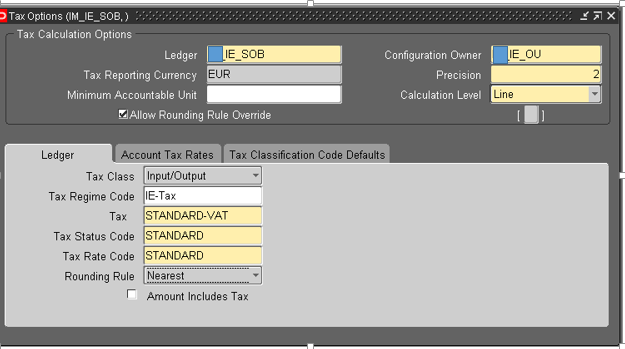 Tax Options (IM_IE_SOB, )
Tax Calculation Options
Ledger _IE_SOB Configuration Owner _IE_OU
Tax Reporting Currency EUR Precision 2
Minimum Accountable Unit Calculation Level Line
Allow Rounding Rule Override [ ]
Ledger Account Tax Rates Tax Classification Code Defaults
Tax Class Input/Output
Tax Regime Code IE-Tax
Tax STANDARD-VAT
Tax Status Code STANDARD
Tax Rate Code STANDARD
Rounding Rule Nearest
Amount Includes Tax